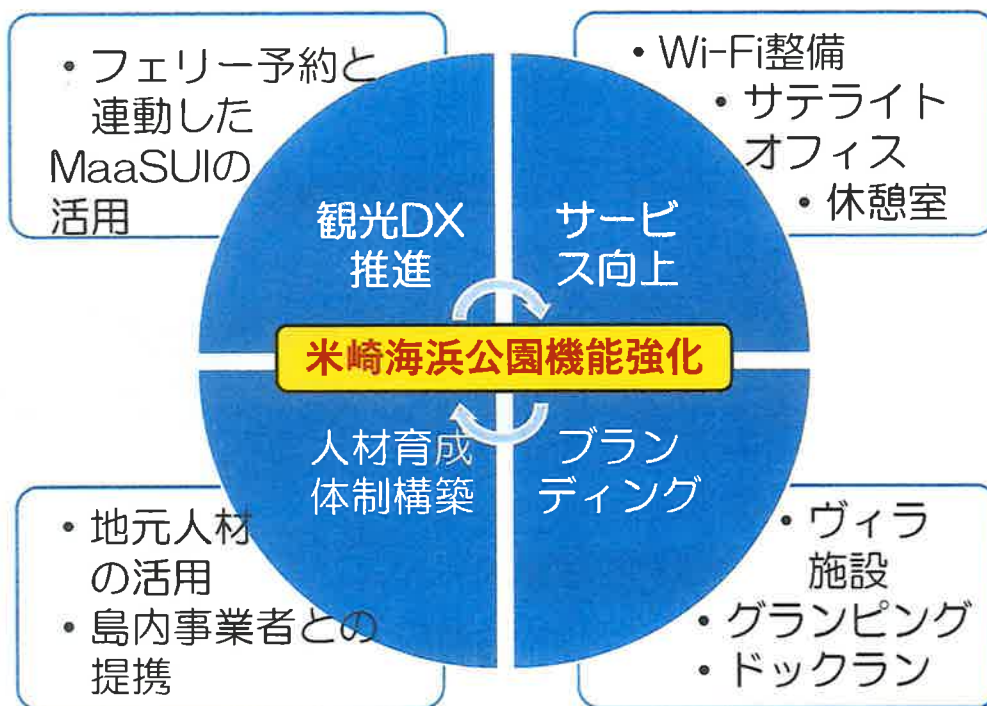 ・フェリー予約と
連動した
MaaSUIの
活用
・Wi-Fi整備
・サテライト
オフィス
・休憩室
観光DX
推進
サービ
ス向上
米崎海浜公園機能強化
人材育成
体制構築
ブラン
ディング
・地元人材
の活用
・島内事業者との
提携
・ヴィラ
施設
・グランピング
・ドックラン